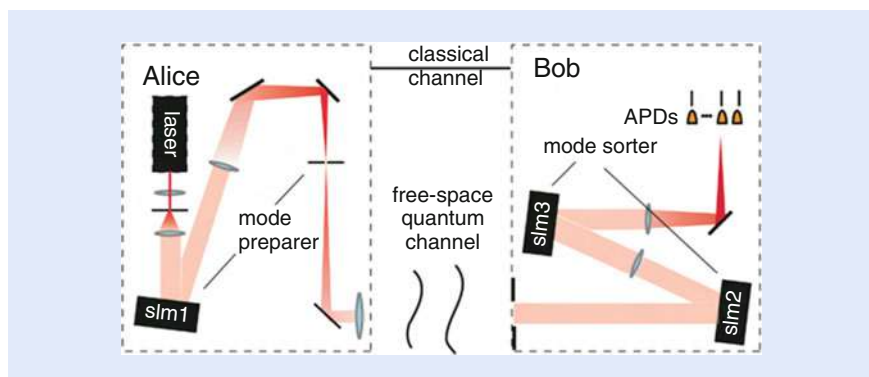 Alice
laser
mode
preparer
slm1
classical
channel
free-space
quantum
channel
Bob
APDs
mode sorter
slm3
slm2